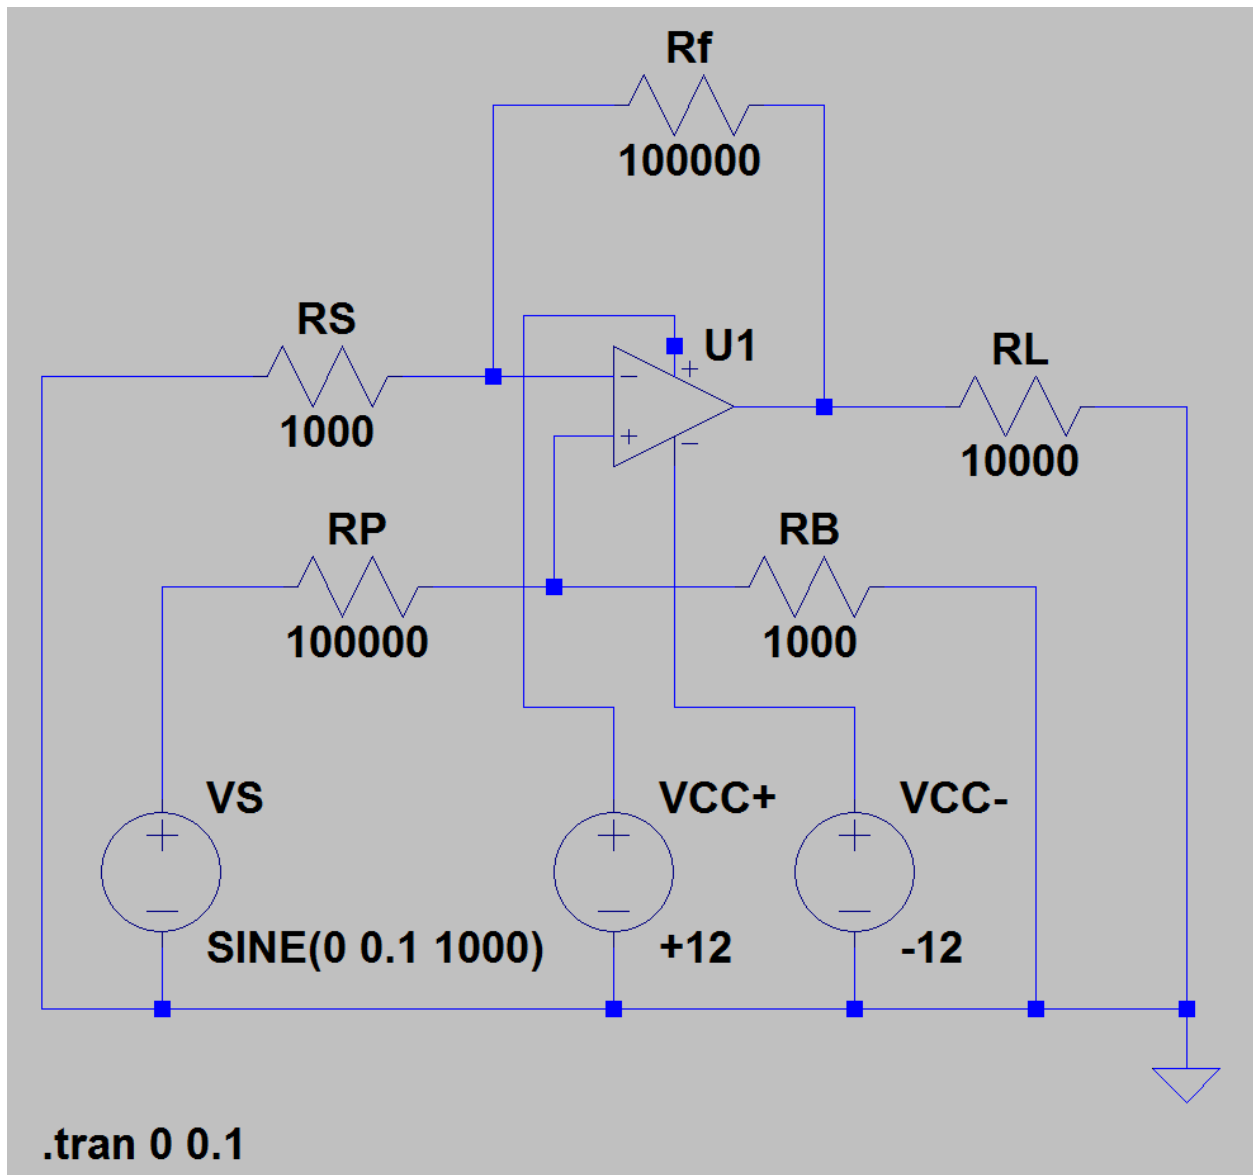 Rf
100000
RS
1000
U1
RL
10000
RP
100000
RB
1000
VS
SINE(0 0.1 1000)
VCC+
+12
VCC-
-12
.tran 0 0.1